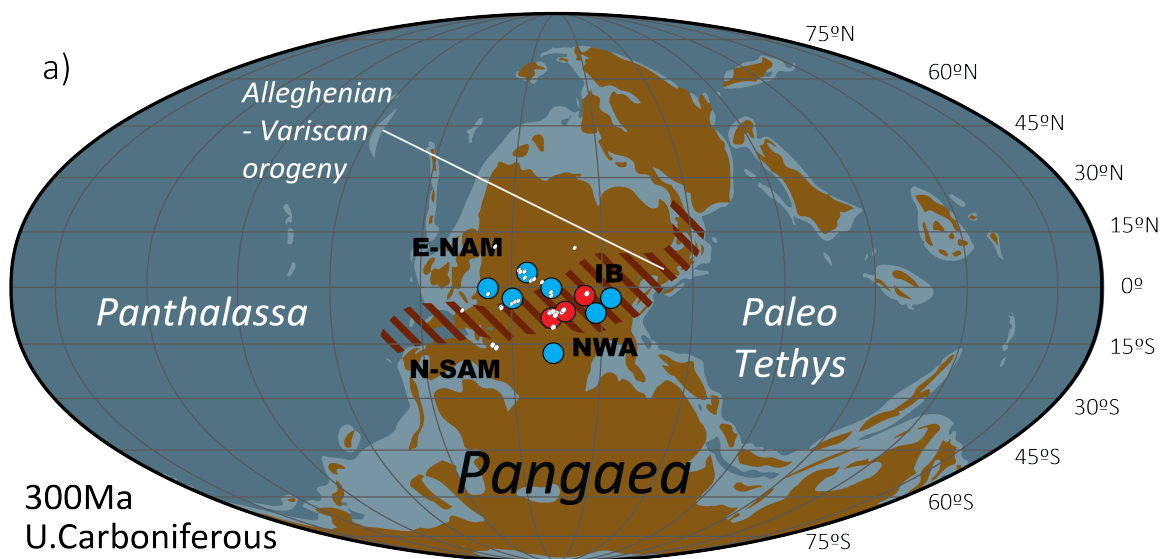 a)
75ºN
60ºN
45ºN
30ºN
15ºN
0º
15ºS
30ºS
45ºS
60ºS
75ºS
Alleghenian
- Variscan
orogeny
E-NAM
IB
Panthalassa
Paleo
Tethys
NWA
N-SAM
Pangaea
300Ma
U.Carboniferous